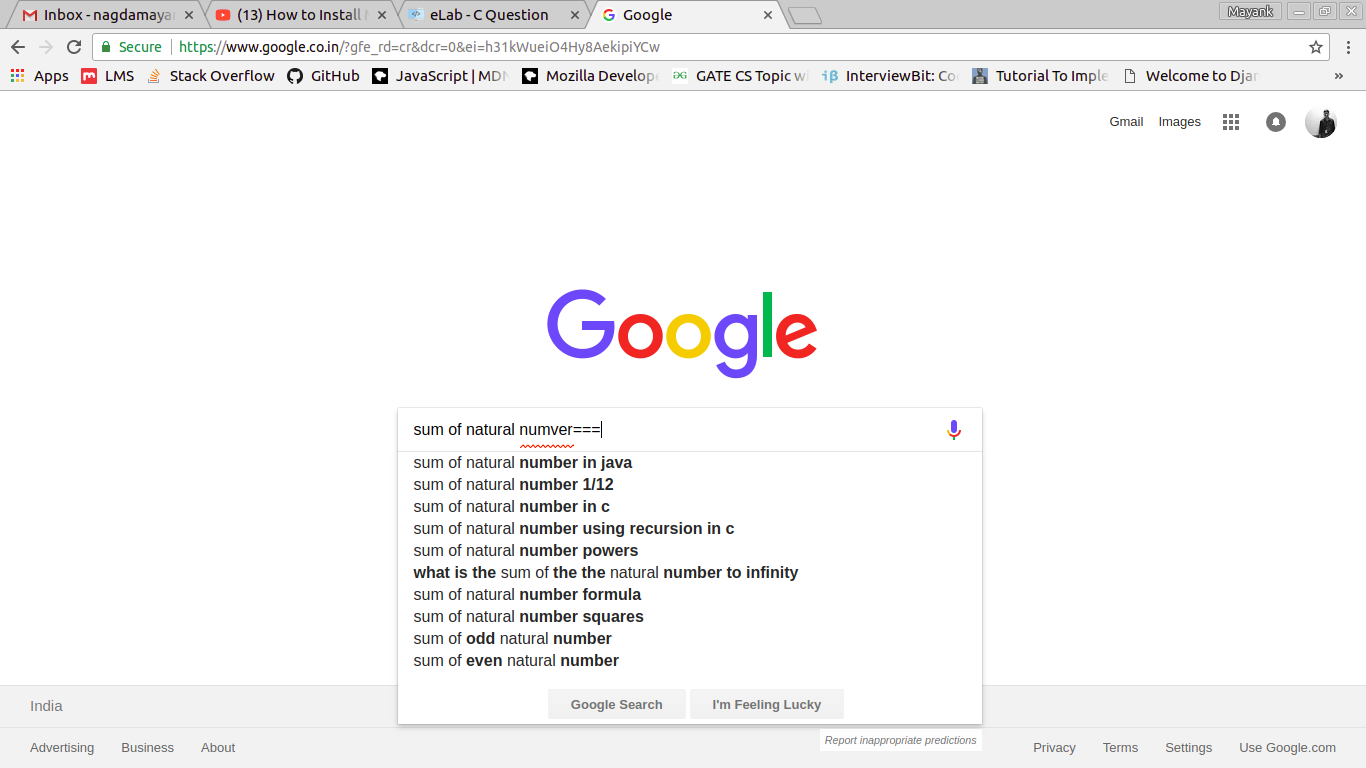 Inbox - nagdamayan
(13) How to Install
eLab - C Question
Google
Mayank
Secure
https://www.google.co.in/?gfe_rd=cr&dcr=0&ei=h31kWueiO4Hy8AekipiYCw
Apps
LMS
Stack Overflow
GitHub
JavaScript | MDN
Mozilla Develope
GATE CS Topic wi
iβ InterviewBit: Co
Tutorial To Imple
Welcome to Djan
»
Gmail
Images
Google
sum of natural numver===
sum of natural number in java
sum of natural number 1/12
sum of natural number in c
sum of natural number using recursion in c
sum of natural number powers
what is the sum of the the natural number to infinity
sum of natural number formula
sum of natural number squares
sum of odd natural number
sum of even natural number
Google Search
I'm Feeling Lucky
Report inappropriate predictions
India
Advertising
Business
About
Privacy
Terms
Settings
Use Google.com